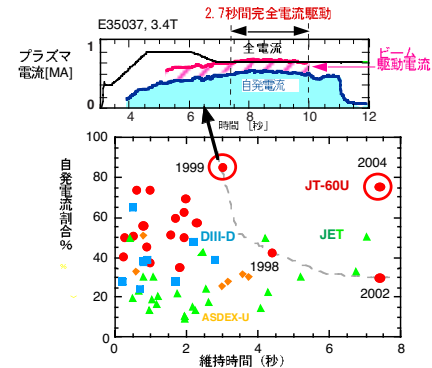 2.7秒間完全電流駆動
E35037, 3.4T
プラズマ
電流[MA]
1
0
全電流
自発電流
ビーム
駆動電流
3 4 5 6 7 8 9 10 11 12
時間 [秒]
自発電流割合%
100
80
60
40
20
0
1999
2004
JT-60U
DIII-D
JET
1998
ASDEX-U
2002
0 2 4 6 8
維持時間（秒）